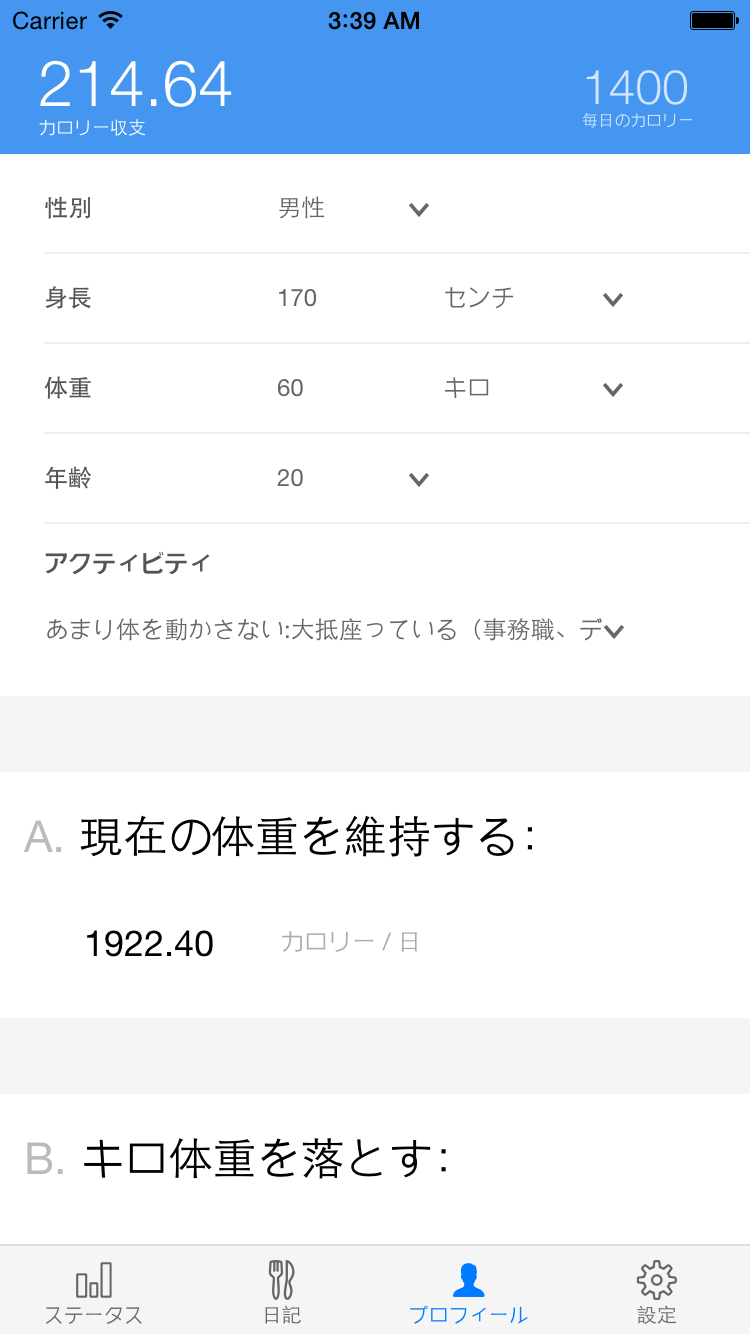 Carrier 3:39 AM
214.64 1400
カロリー収支 毎日のカロリー
性別 男性
身長 170 センチ
体重 60 キロ
年齢 20
アクティビティ
あまり体を動かさない:大抵座っている（事務職、デ
A. 現在の体重を維持する:
1922.40 カロリー / 日
B. キロ体重を落とす:
ステータス 日記 プロフィール 設定